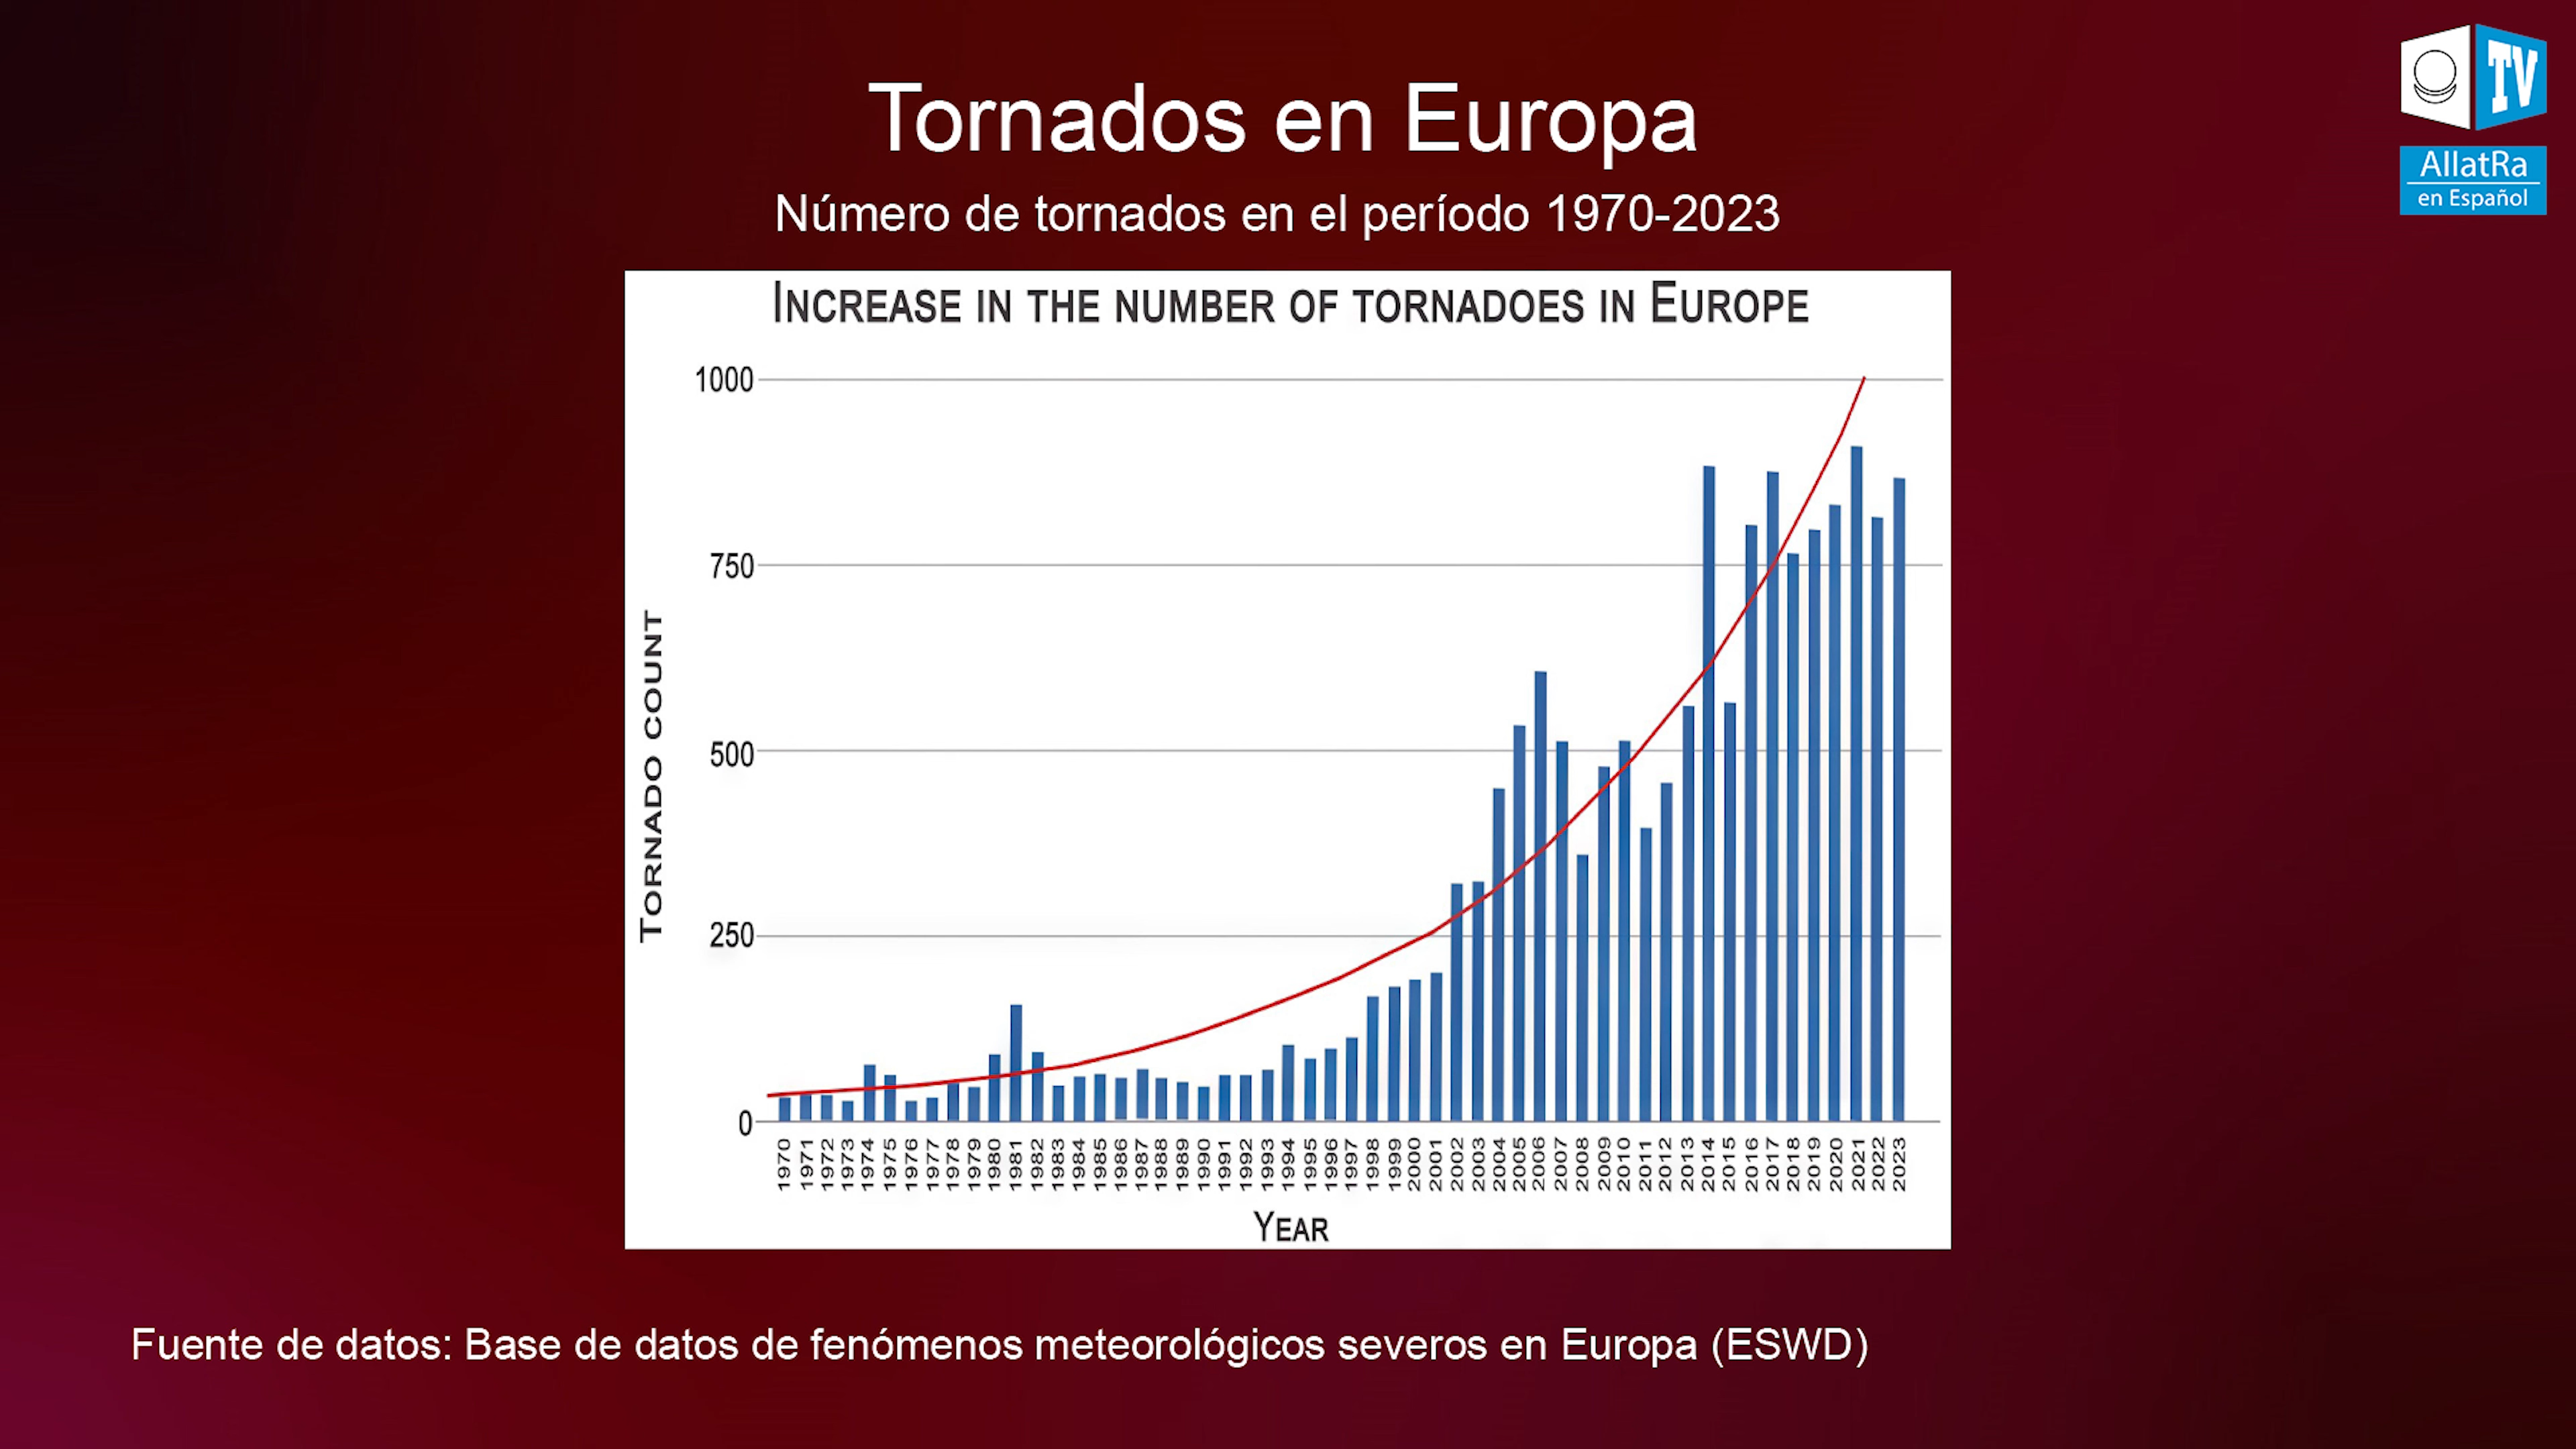 Tornados en Europa
Número de tornados en el período 1970-2023
TV
AllatRa
en Español
INCREASE IN THE NUMBER OF TORNADOES IN EUROPE
1000
750
500
250
0
TORNADO COUNT
1970 1971 1972 1973 1974 1975 1976 1977 1978 1979 1980 1981 1982 1983 1984 1985 1986 1987 1988 1989 1990 1991 1992 1993 1994 1995 1996 1997 1998 1999 2000 2001 2002 2003 2004 2005 2006 2007 2008 2009 2010 2011 2012 2013 2014 2015 2016 2017 2018 2019 2020 2021 2022 2023
YEAR
Fuente de datos: Base de datos de fenómenos meteorológicos severos en Europa (ESWD)